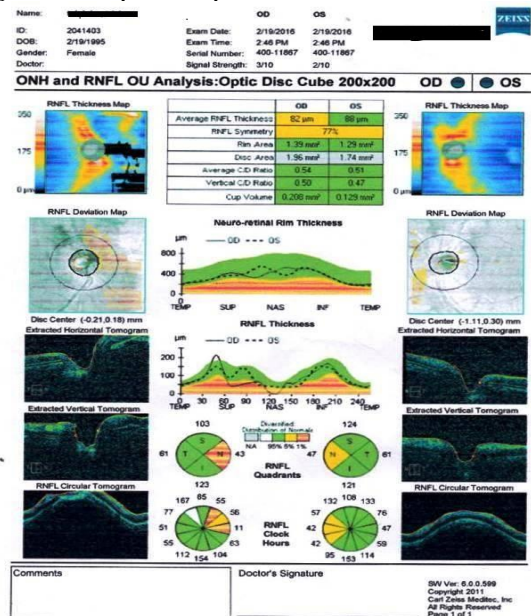 Name: OD OS
ZEISS
ID: 2041403 Exam Date: 2/19/2016 2/19/2016
DOB: 2/19/1995 Exam Time: 2:46 PM 2:46 PM
Gender: Female Serial Number: 400-11867 400-11867
Doctor: Signal Strength: 3/10 2/10
ONH and RNFL OU Analysis:Optic Disc Cube 200x200 OD OS
RNFL Thickness Map RNFL Thickness Map
OD OS
Average RNFL Thickness 82 µm 88 µm
RNFL Symmetry 77%
Rim Area 1.39 mm² 1.29 mm²
Disc Area 1.96 mm² 1.74 mm²
Average C/D Ratio 0.54 0.51
Vertical C/D Ratio 0.50 0.47
Cup Volume 0.206 mm³ 0.129 mm³
350
175
0 µm
350
175
0 µm
RNFL Deviation Map RNFL Deviation Map
Neuro-retinal Rim Thickness
µm OD OS
800
400
0
TEMP SUP NAS INF TEMP
Disc Center (-0.21,0.18) mm Disc Center (-1.11,0.30) mm
Extracted Horizontal Tomogram Extracted Horizontal Tomogram
RNFL Thickness
µm OD OS
200
100
0
0 30 60 90 120 150 180 210 240
TEMP SUP NAS INF TEMP
Extracted Vertical Tomogram Extracted Vertical Tomogram
Diversified
Distribution of Normals
NA 95% 5% 1%
103 124
S S
61 T N 43 47 N T 61
I I
123 121
RNFL
Quadrants
RNFL Circular Tomogram RNFL Circular Tomogram
167 85 55 132 108 133
77 56 57 76
51 11 42 47
55 63 42 59
112 154 104 95 153 114
RNFL
Clock
Hours
Comments Doctor's Signature
SW Ver: 6.0.0.599
Copyright 2011
Carl Zeiss Meditec, Inc
All Rights Reserved
Page 1 of 1